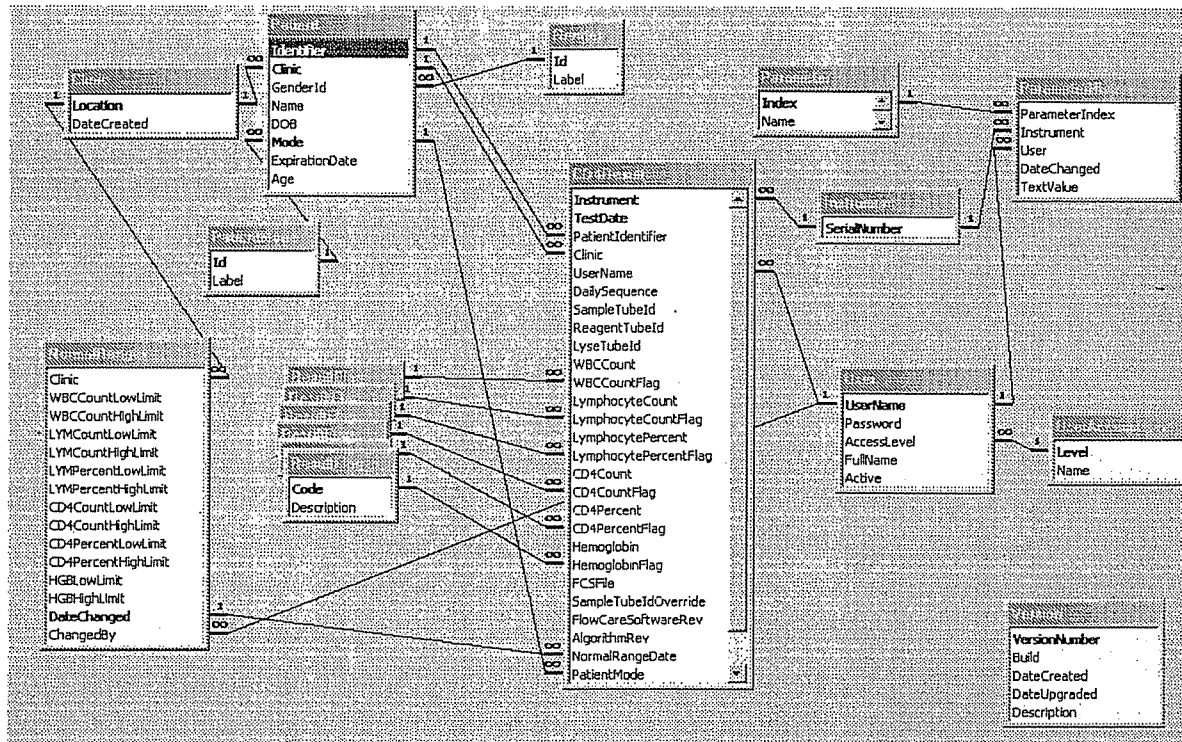 Identifier
Clinic
GenderId
Name
DOB
Mode
ExpirationDate
Age
Location
DateCreated
Id
Label
Id
Label
Index
Name
ParameterIndex
Instrument
User
DateChanged
TextValue
SerialNumber
Instrument
TestDate
PatientIdentifier
Clinic
UserName
DailySequence
SampleTubeId
ReagentTubeId
LyseTubeId
WBCCount
WBCCountFlag
LymphocyteCount
LymphocyteCountFlag
LymphocytePercent
LymphocytePercentFlag
CD4Count
CD4CountFlag
CD4Percent
CD4PercentFlag
Hemoglobin
HemoglobinFlag
FCSFile
SampleTubeIdOverride
FlowCareSoftwareRev
AlgorithmRev
NormalRangeDate
PatientMode
Clinic
WBCCountLowLimit
WBCCountHighLimit
LYMCountLowLimit
LYMCountHighLimit
LYMPercentLowLimit
LYMPercentHighLimit
CD4CountLowLimit
CD4CountHighLimit
CD4PercentLowLimit
CD4PercentHighLimit
HGBLowLimit
HGBHighLimit
DateChanged
ChangedBy
Code
Description
UserName
Password
AccessLevel
FullName
Active
Level
Name
VersionNumber
Build
DateCreated
DateUpgraded
Description